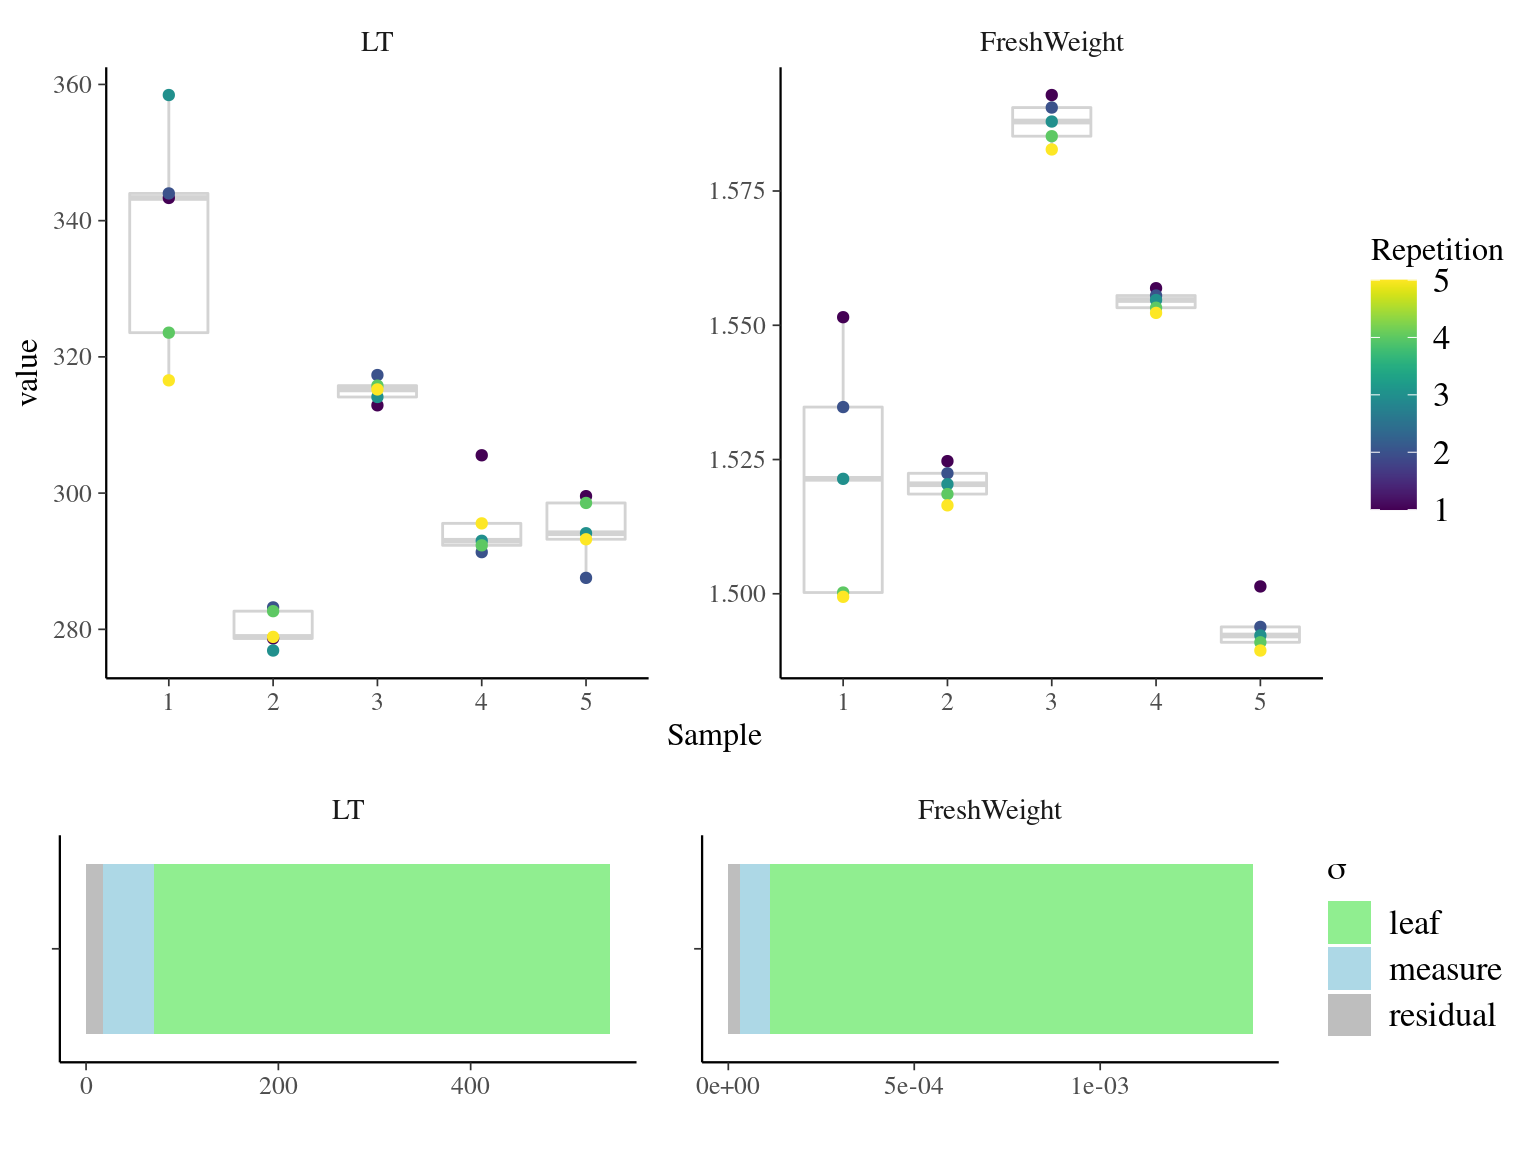 LT
FreshWeight
value
360
340
320
300
280
1.575
1.550
1.525
1.500
1 2 3 4 5
1 2 3 4 5
Sample
Repetition
5
4
3
2
1
LT
FreshWeight
0 200 400
0e+00 5e-04 1e-03
σ
leaf
measure
residual